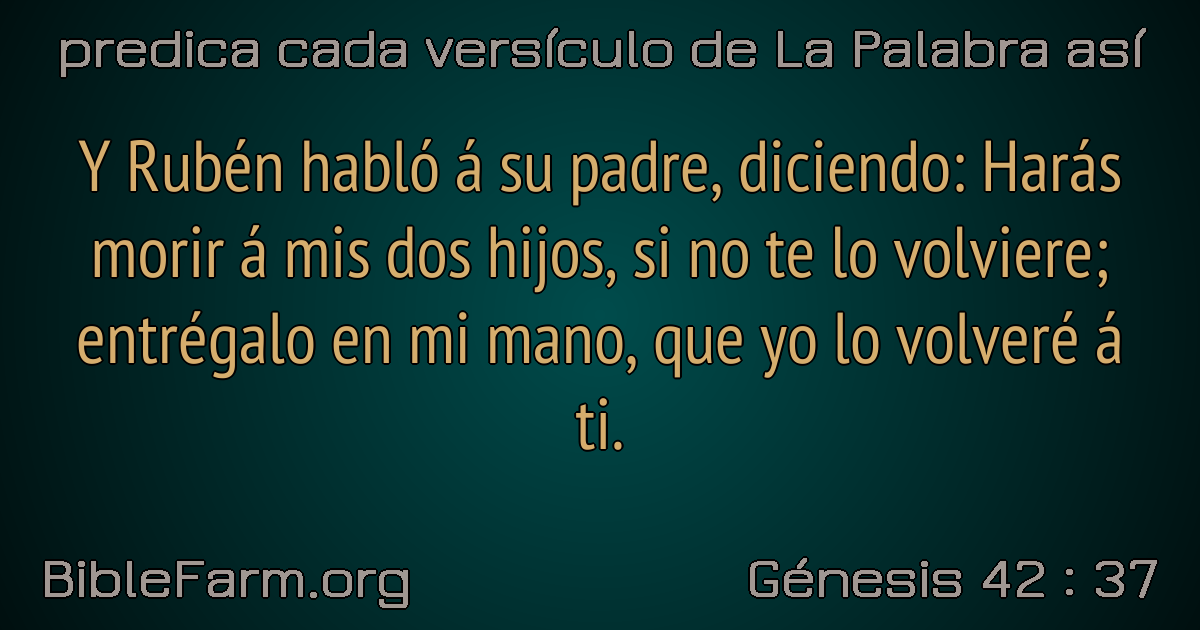 predica cada versículo de La Palabra así
Y Rubén habló á su padre, diciendo: Harás
morir á mis dos hijos, si no te lo volviere;
entrégalo en mi mano, que yo lo volveré á
ti.
BibleFarm.org
Génesis 42 : 37